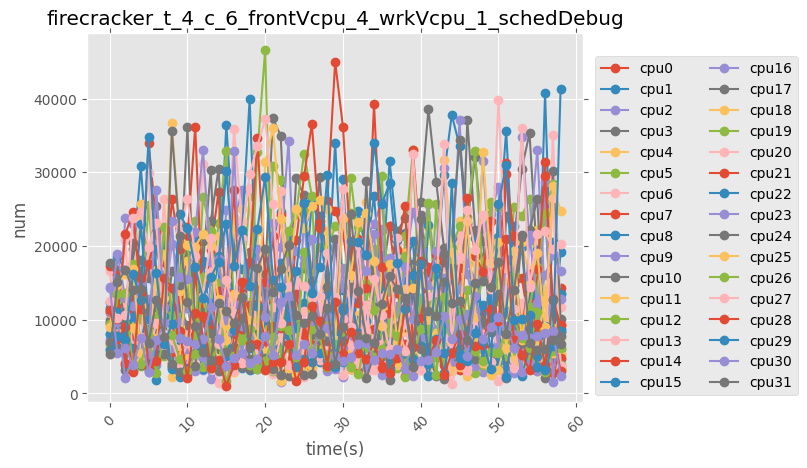 firecracker_t_4_c_6_frontVcpu_4_wrkVcpu_1_schedDebug
num
40000
30000
20000
10000
0
0
10
20
30
40
50
60
time(s)
cpu0
cpu1
cpu2
cpu3
cpu4
cpu5
cpu6
cpu7
cpu8
cpu9
cpu10
cpu11
cpu12
cpu13
cpu14
cpu15
cpu16
cpu17
cpu18
cpu19
cpu20
cpu21
cpu22
cpu23
cpu24
cpu25
cpu26
cpu27
cpu28
cpu29
cpu30
cpu31